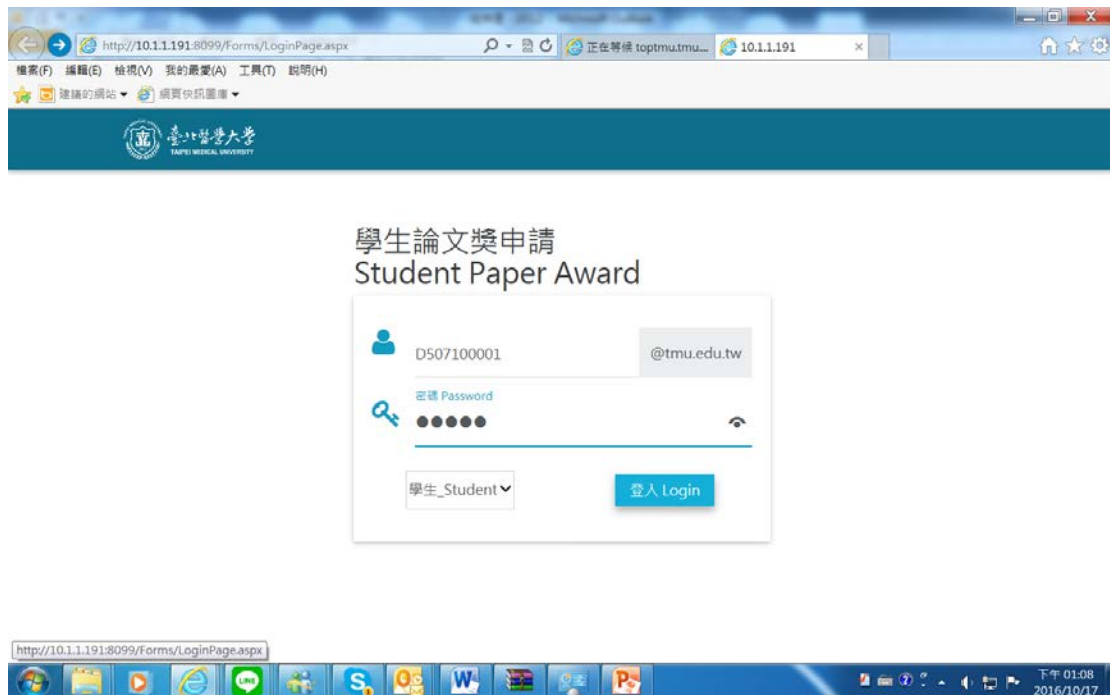 http://10.1.1.191:8099/Forms/LoginPage.aspx
正在等候 toptmu.tmu...
10.1.1.191
檔案(F) 編輯(E) 檢視(V) 我的最愛(A) 工具(T) 說明(H)
建議的網站 網頁快訊圖庫
臺北醫學大學
TAIPEI MEDICAL UNIVERSITY
學生論文獎申請
Student Paper Award
D507100001 @tmu.edu.tw
密碼 Password
學生_Student 登入 Login
http://10.1.1.191:8099/Forms/LoginPage.aspx
LINE
下午 01:08
2016/10/17